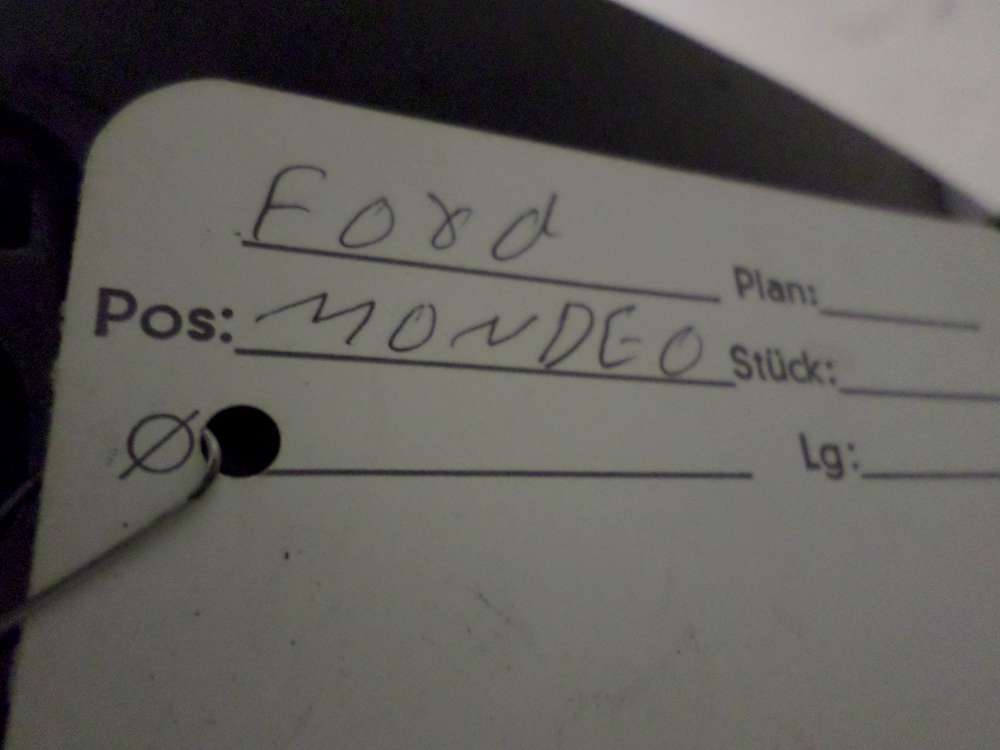 Ford
Plan:
Pos: MONDEO Stück:
Ø Lg: